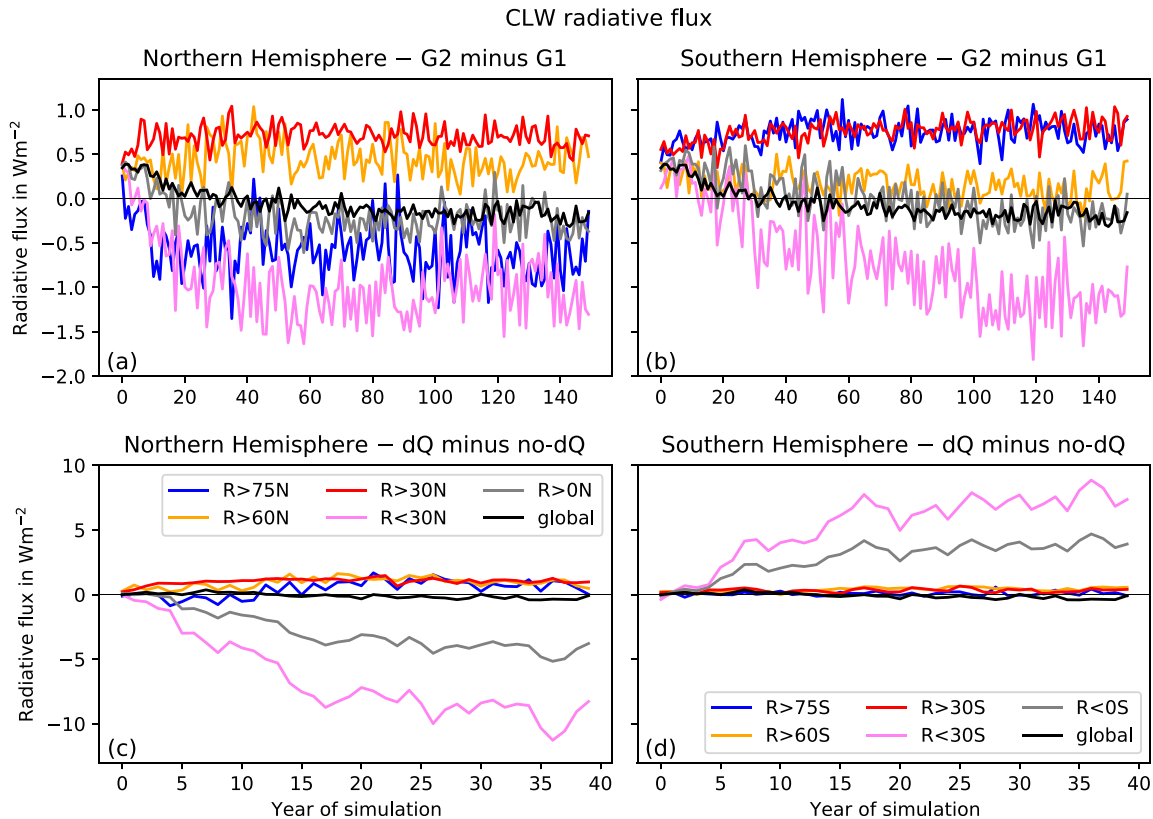 CLW radiative flux
Northern Hemisphere − G2 minus G1
Southern Hemisphere − G2 minus G1
Radiative flux in Wm−2
1.0
0.5
0.0
−0.5
−1.0
−1.5
−2.0
(a)
(b)
0 20 40 60 80 100 120 140
0 20 40 60 80 100 120 140
Northern Hemisphere − dQ minus no-dQ
Southern Hemisphere − dQ minus no-dQ
Radiative flux in Wm−2
10
5
0
−5
−10
R>75N R>30N R>0N
R>60N R<30N global
R>75S R>30S R<0S
R>60S R<30S global
(c)
(d)
0 5 10 15 20 25 30 35 40
0 5 10 15 20 25 30 35 40
Year of simulation
Year of simulation